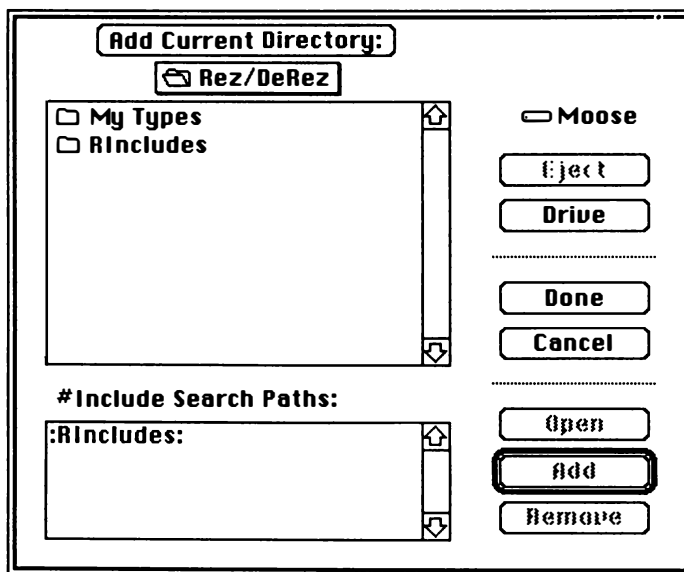 Add Current Directory:
Rez/DeRez
My Types
RIncludes
Moose
Eject
Drive
Done
Cancel
#Include Search Paths:
:RIncludes:
Open
Add
Remove